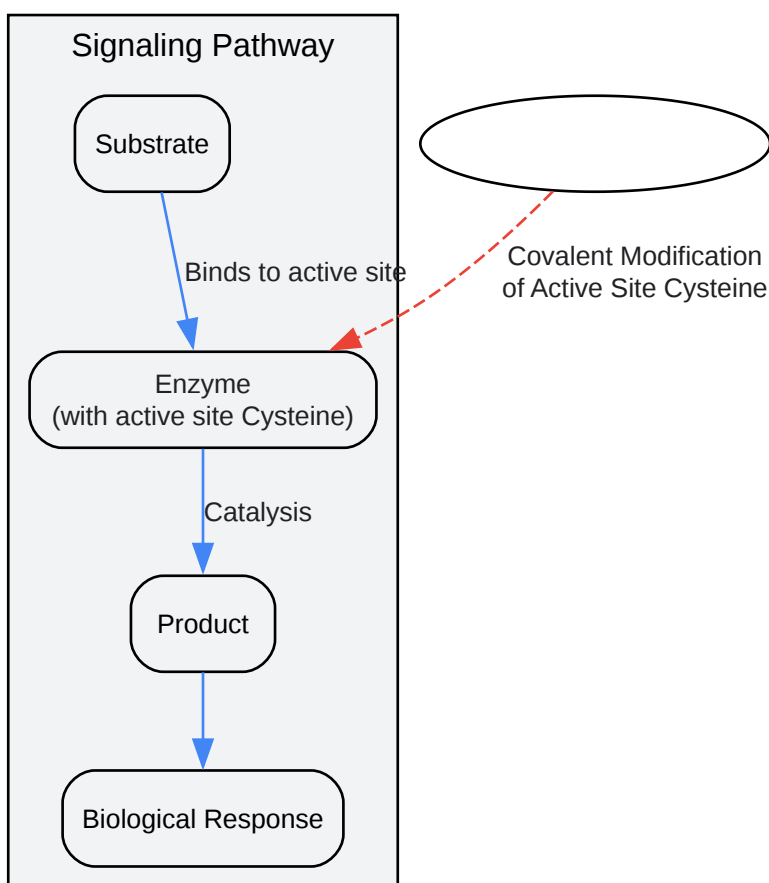 Signaling Pathway
Substrate
Binds to active site
Covalent Modification
of Active Site Cysteine
Enzyme
(with active site Cysteine)
Catalysis
Product
Biological Response